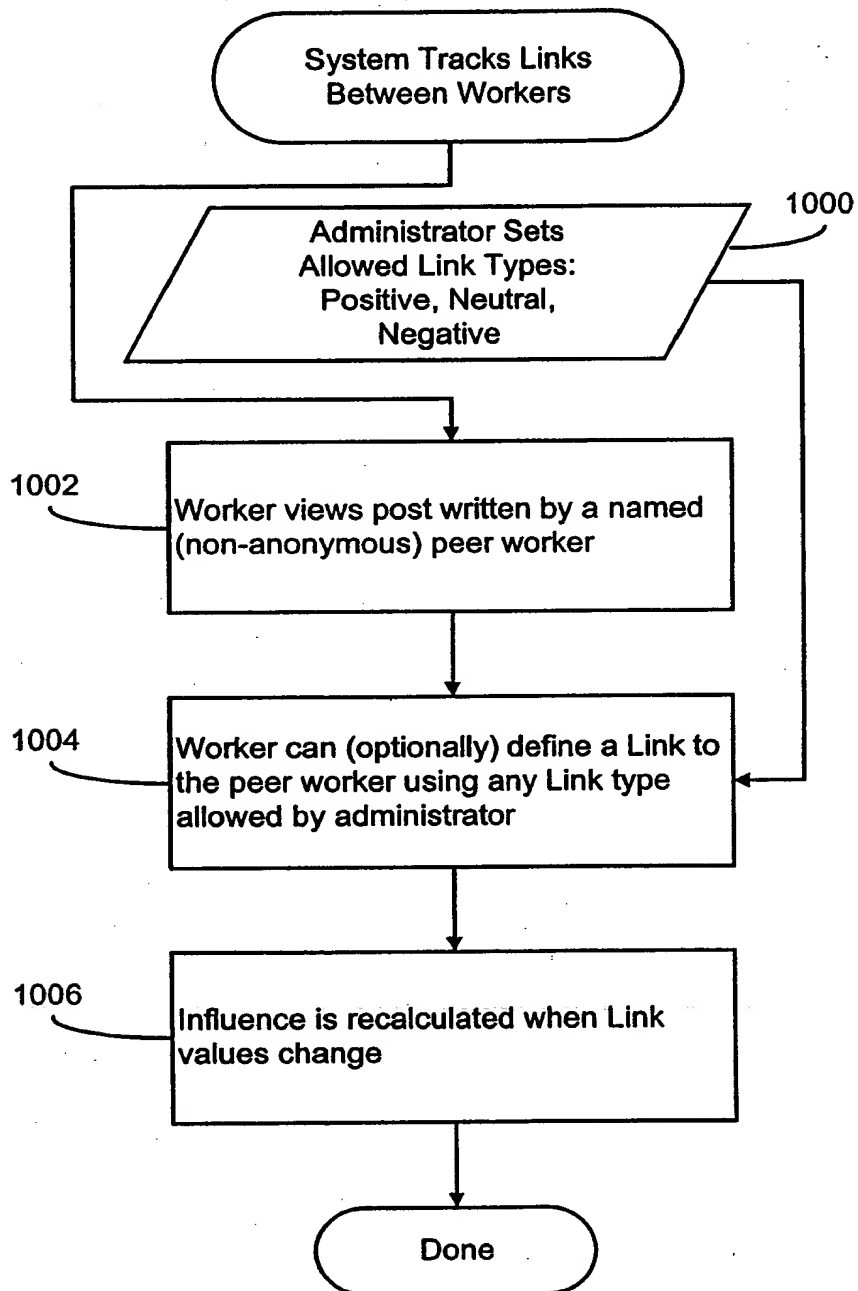 System Tracks Links
Between Workers
1000
Administrator Sets
Allowed Link Types:
Positive, Neutral,
Negative
1002
Worker views post written by a named
(non-anonymous) peer worker
1004
Worker can (optionally) define a Link to
the peer worker using any Link type
allowed by administrator
1006
Influence is recalculated when Link
values change
Done